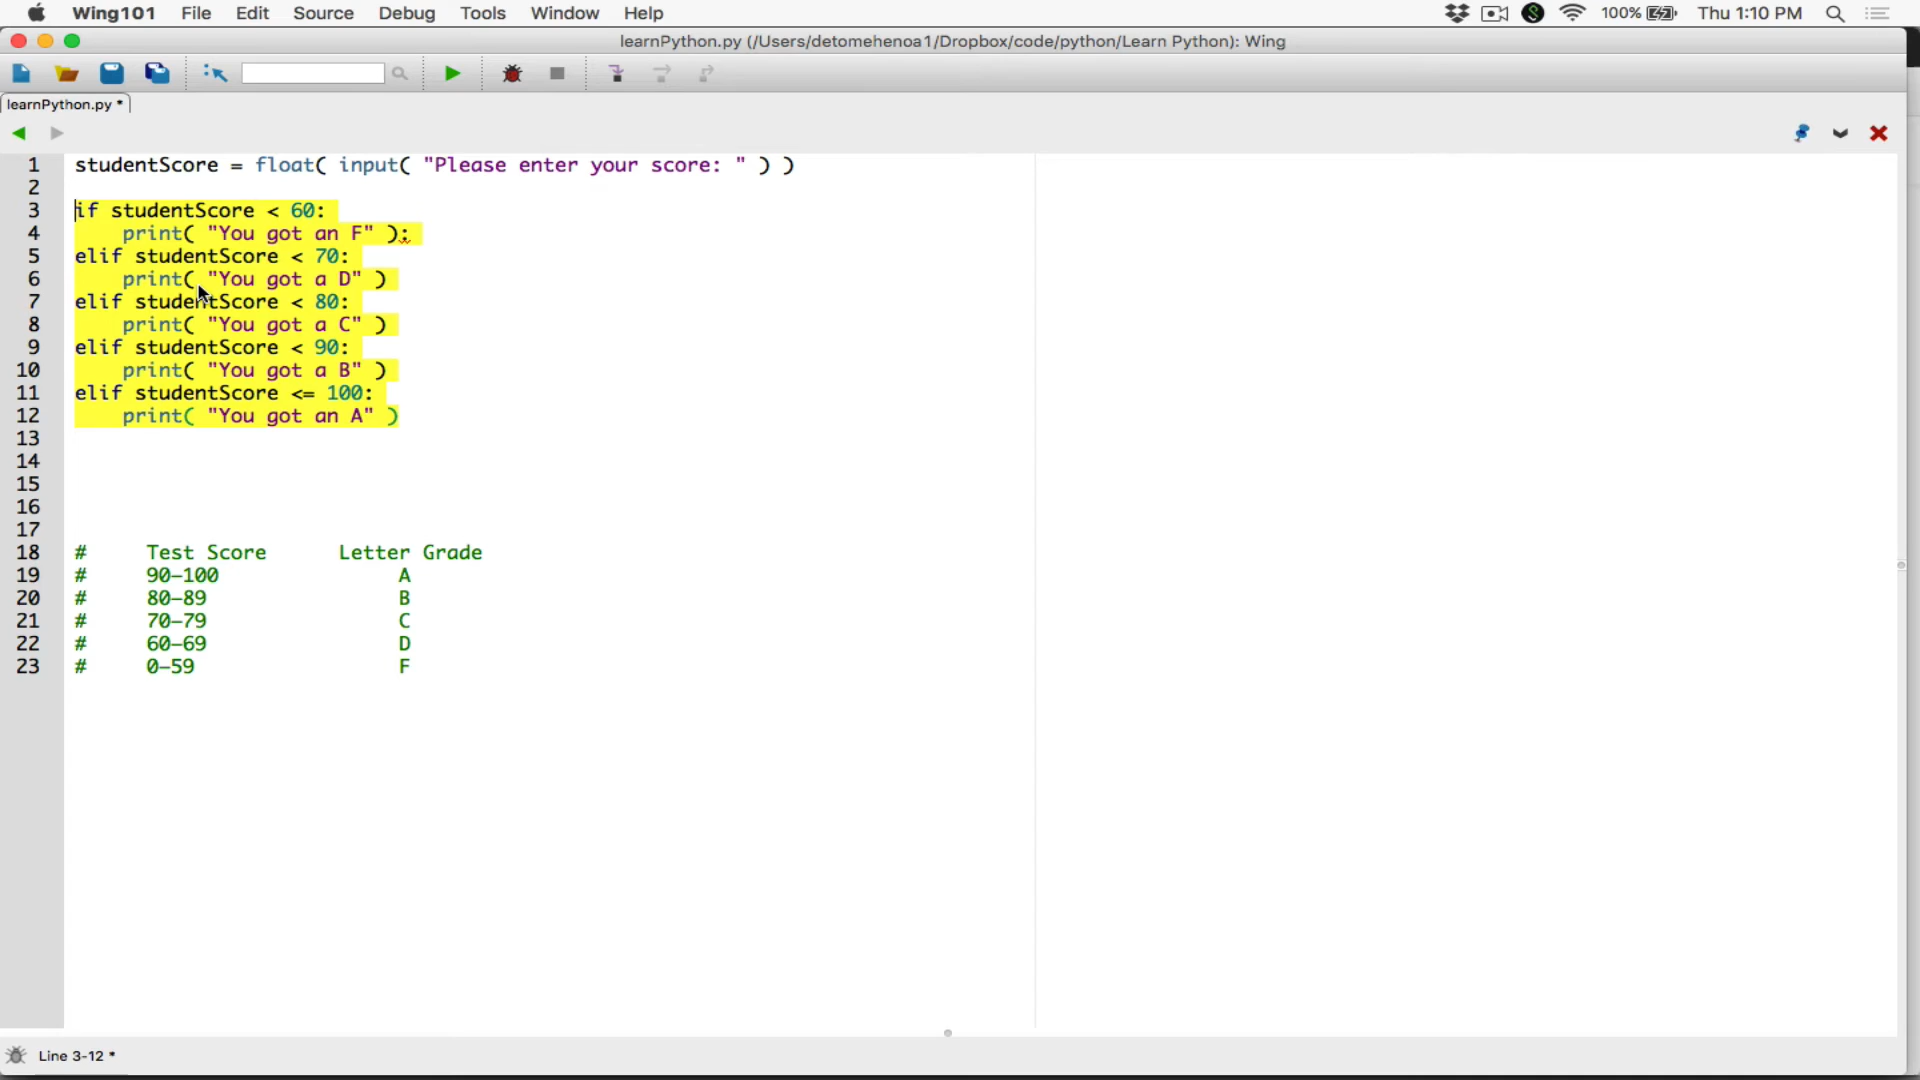 Wing101 File Edit Source Debug Tools Window Help 100% Thu 1:10 PM
learnPython.py (/Users/detomehenoa1/Dropbox/code/python/Learn Python): Wing
learnPython.py *
1 studentScore = float( input( "Please enter your score: " ) )
2
3 if studentScore < 60:
4 print( "You got an F" );
5 elif studentScore < 70:
6 print( "You got a D" )
7 elif studentScore < 80:
8 print( "You got a C" )
9 elif studentScore < 90:
10 print( "You got a B" )
11 elif studentScore <= 100:
12 print( "You got an A" )
13
14
15
16
17
18 # Test Score Letter Grade
19 # 90-100 A
20 # 80-89 B
21 # 70-79 C
22 # 60-69 D
23 # 0-59 F
Line 3-12 *